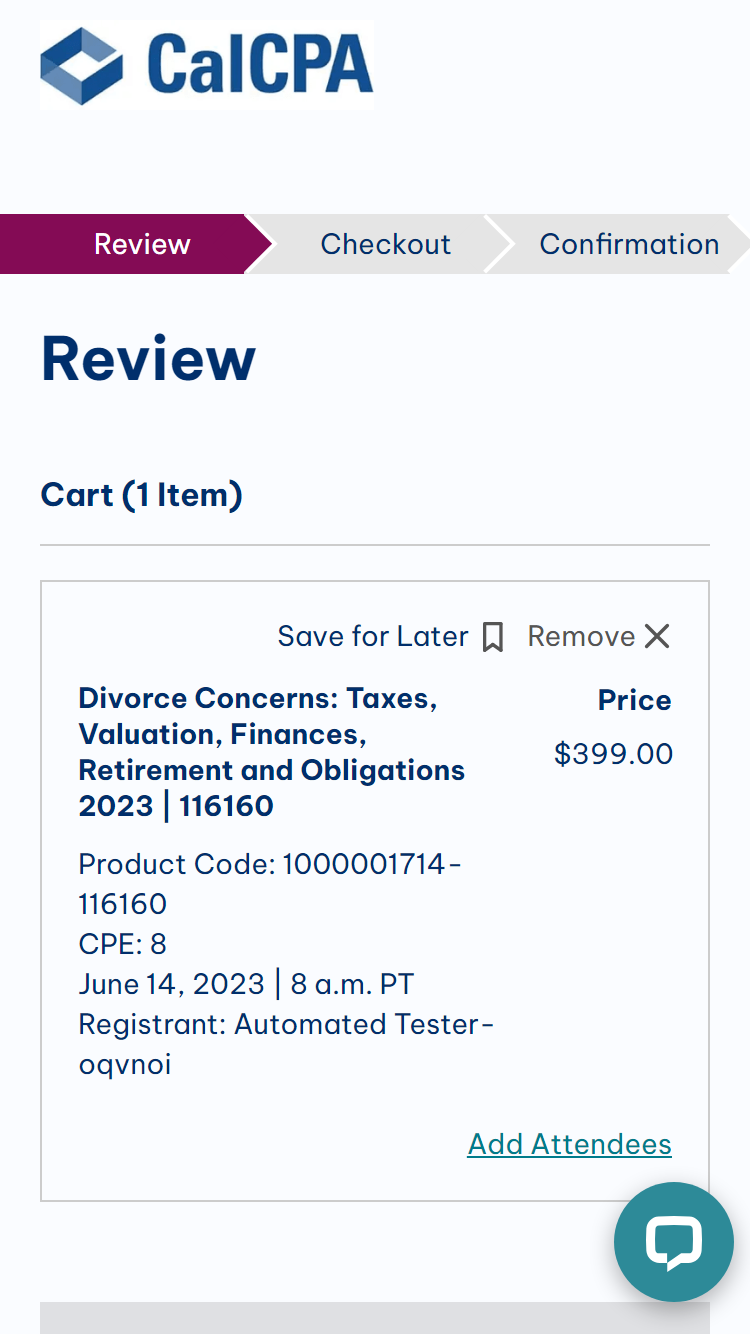 CalCPA
Review
Checkout
Confirmation
Review
Cart (1 Item)
Save for Later
Remove
Divorce Concerns: Taxes,
Valuation, Finances,
Retirement and Obligations
2023 | 116160
Price
$399.00
Product Code: 1000001714-
116160
CPE: 8
June 14, 2023 | 8 a.m. PT
Registrant: Automated Tester-
oqvnoi
Add Attendees